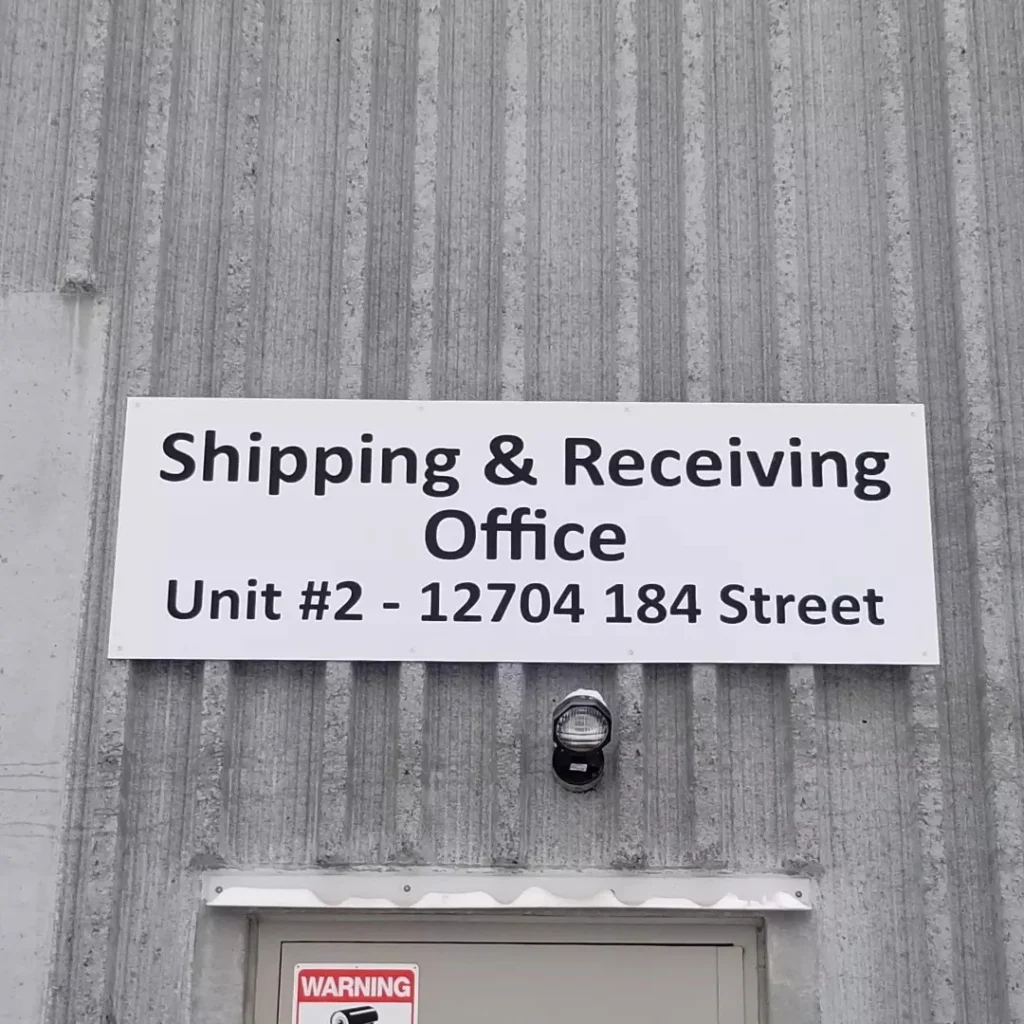 Shipping & Receiving
Office
Unit #2 - 12704 184 Street
WARNING